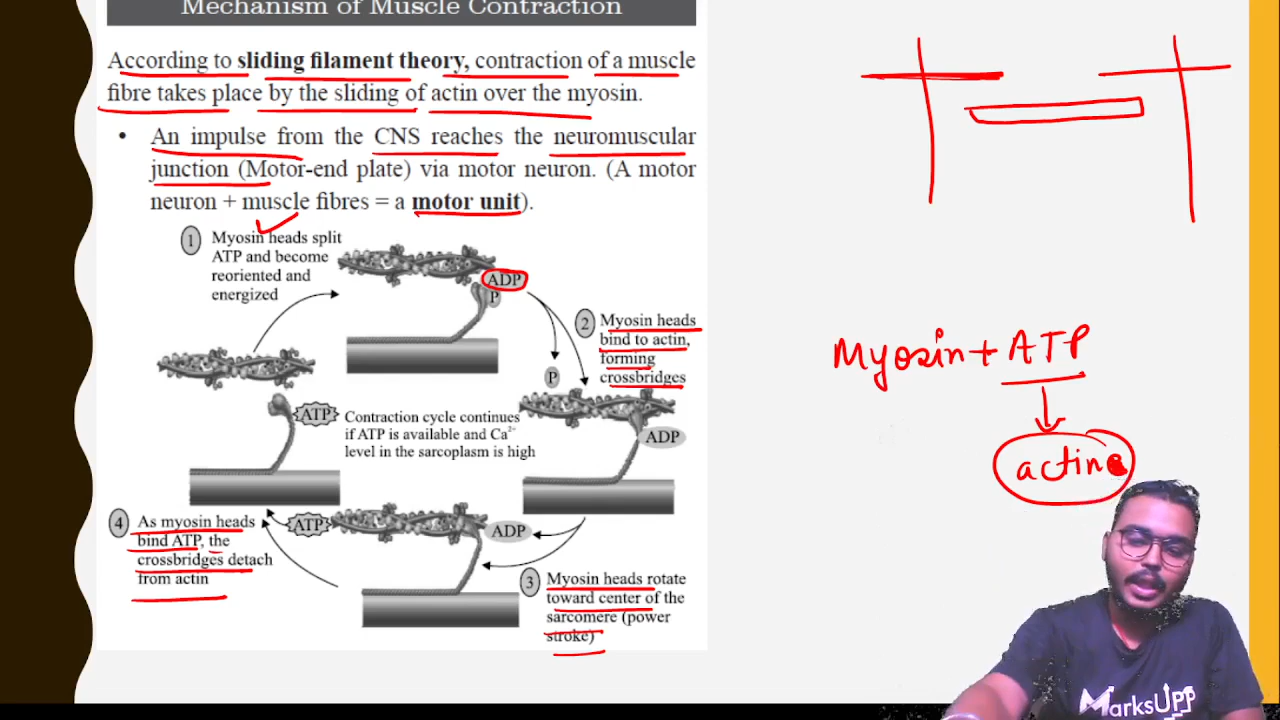 Mechanism of Muscle Contraction
According to sliding filament theory, contraction of a muscle
fibre takes place by the sliding of actin over the myosin.
• An impulse from the CNS reaches the neuromuscular
junction (Motor-end plate) via motor neuron. (A motor
neuron + muscle fibres = a motor unit).
1 Myosin heads split
ATP and become
reoriented and
energized
ADP
P
2 Myosin heads
bind to actin,
forming
crossbridges
P
ATP
Contraction cycle continues
if ATP is available and Ca2+
level in the sarcoplasm is high
ADP
4 As myosin heads
bind ATP, the
crossbridges detach
from actin
ATP
ADP
3 Myosin heads rotate
toward center of the
sarcomere (power
stroke)
Myosin + ATP
actin
MarksUPP